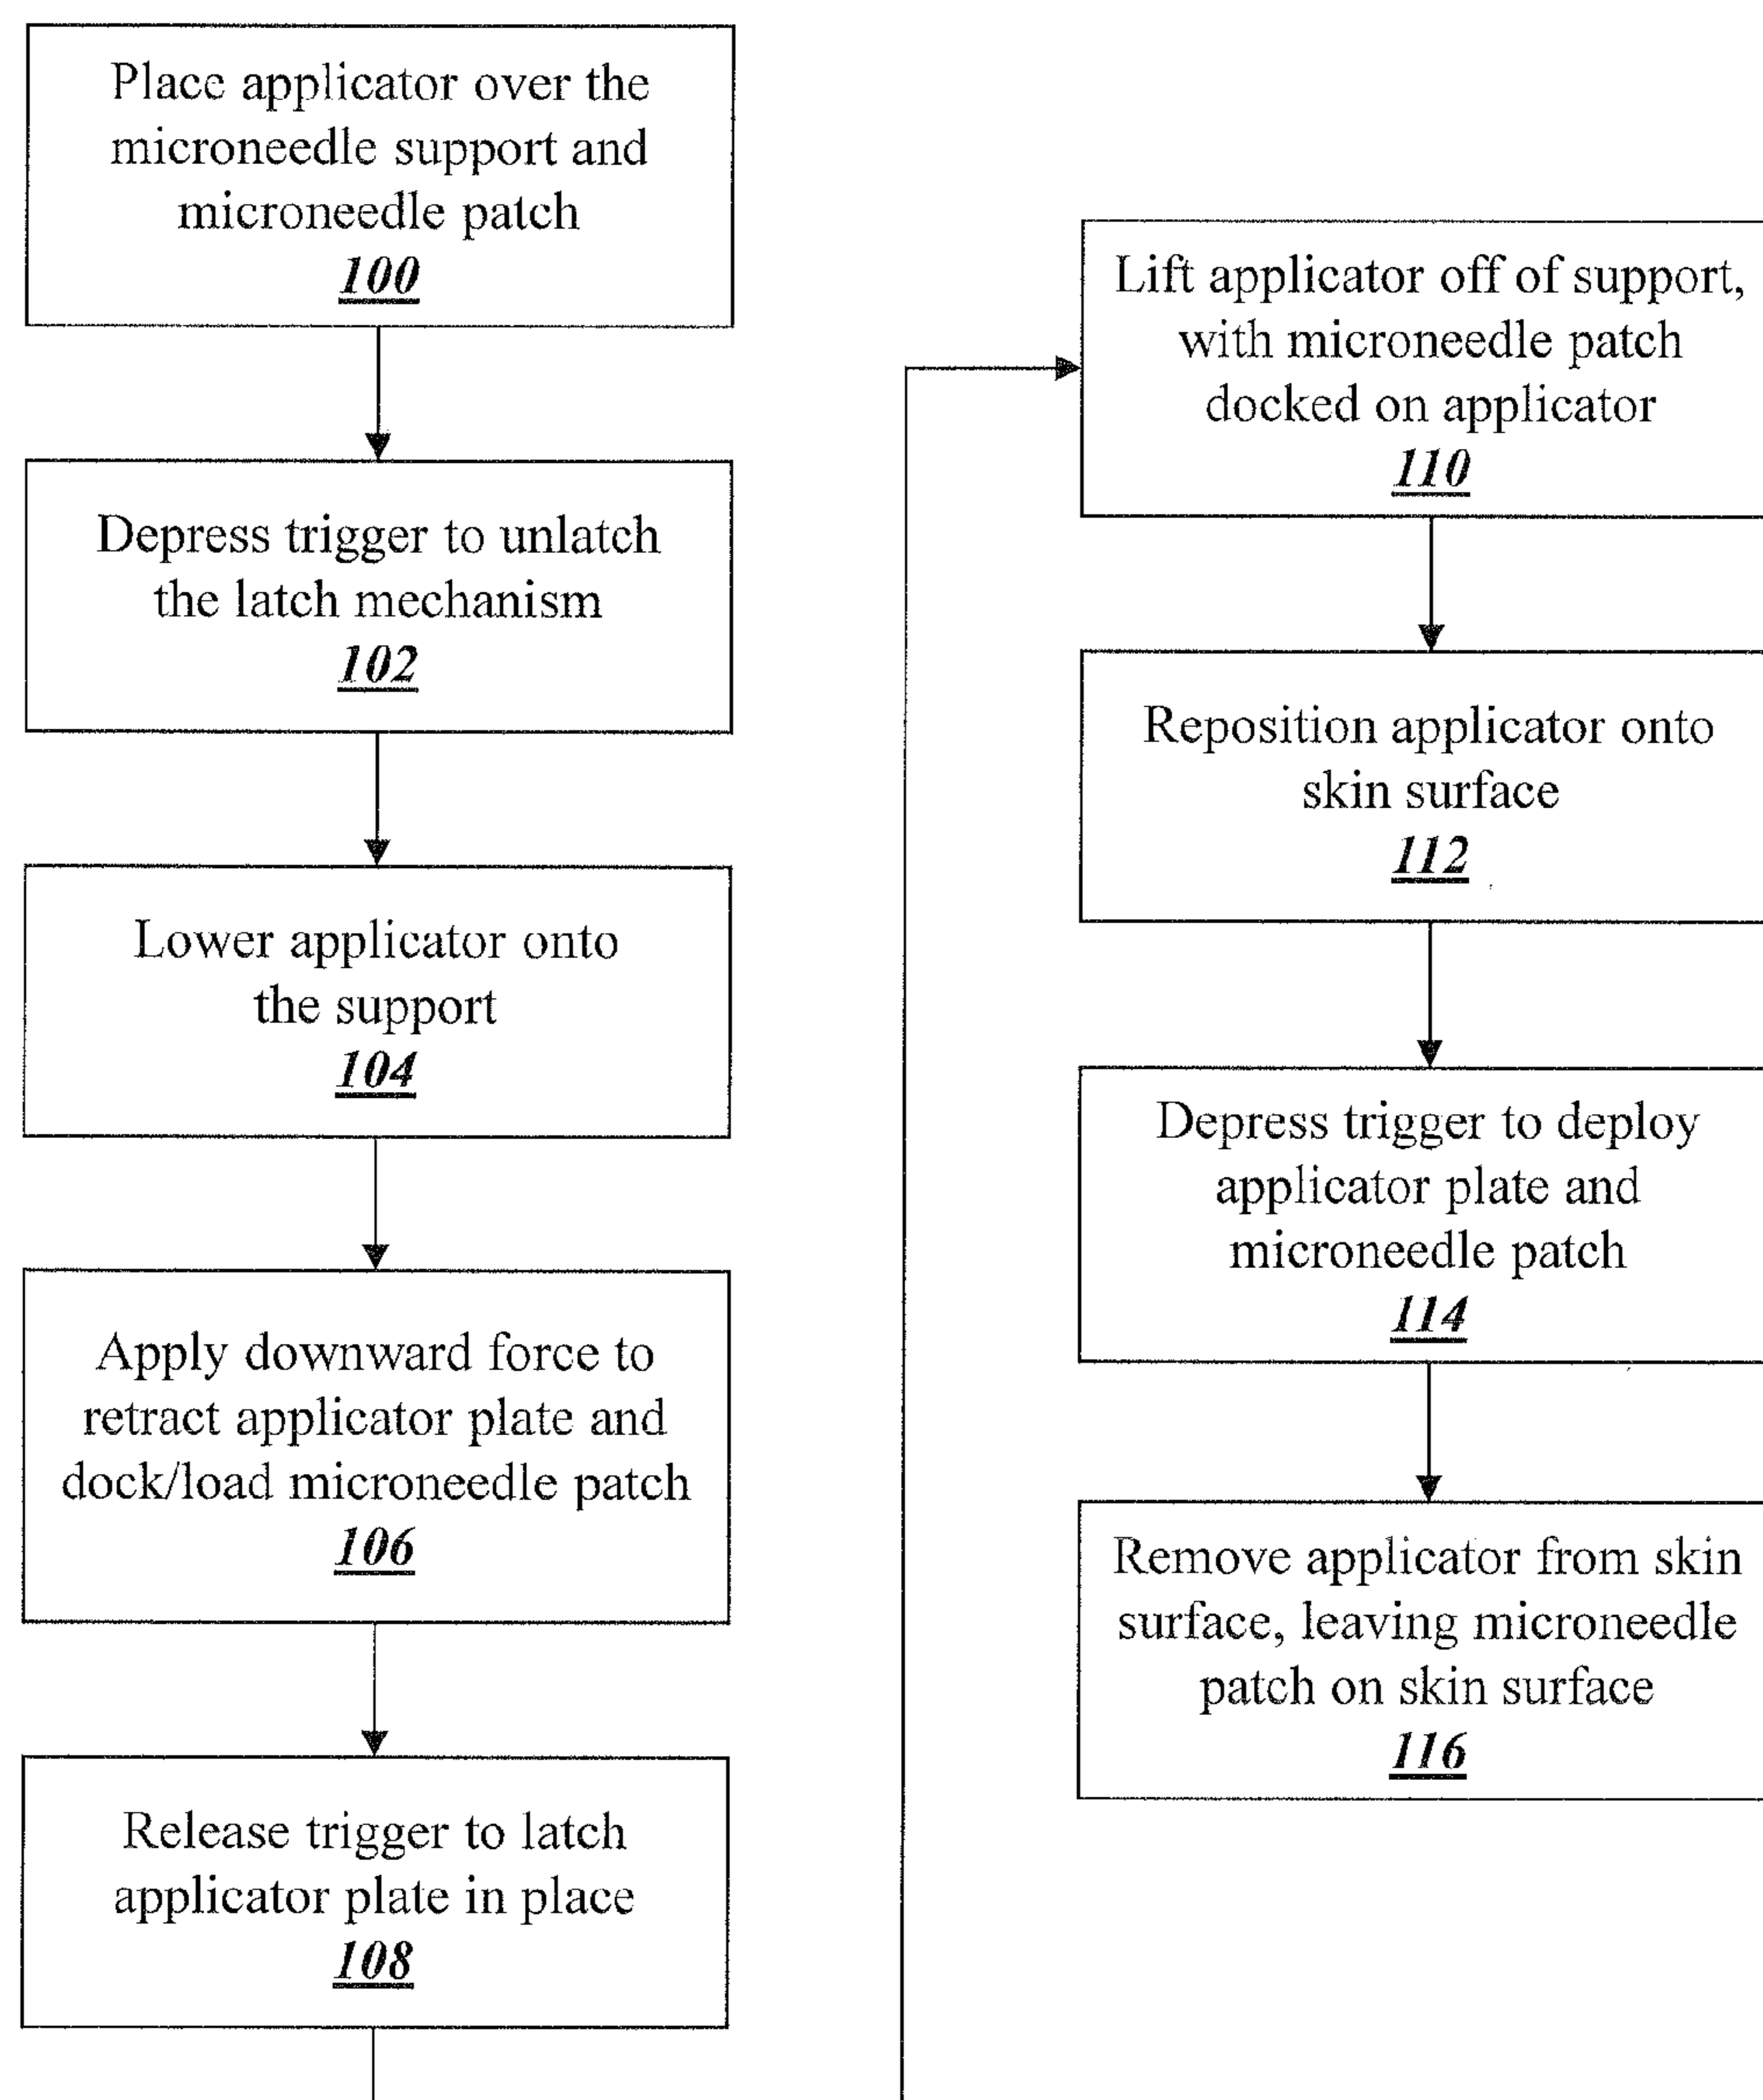 Place applicator over the
microneedle support and
microneedle patch
100
Depress trigger to unlatch
the latch mechanism
102
Lower applicator onto
the support
104
Apply downward force to
retract applicator plate and
dock/load microneedle patch
106
Release trigger to latch
applicator plate in place
108
Lift applicator off of support,
with microneedle patch
docked on applicator
110
Reposition applicator onto
skin surface
112
Depress trigger to deploy
applicator plate and
microneedle patch
114
Remove applicator from skin
surface, leaving microneedle
patch on skin surface
116